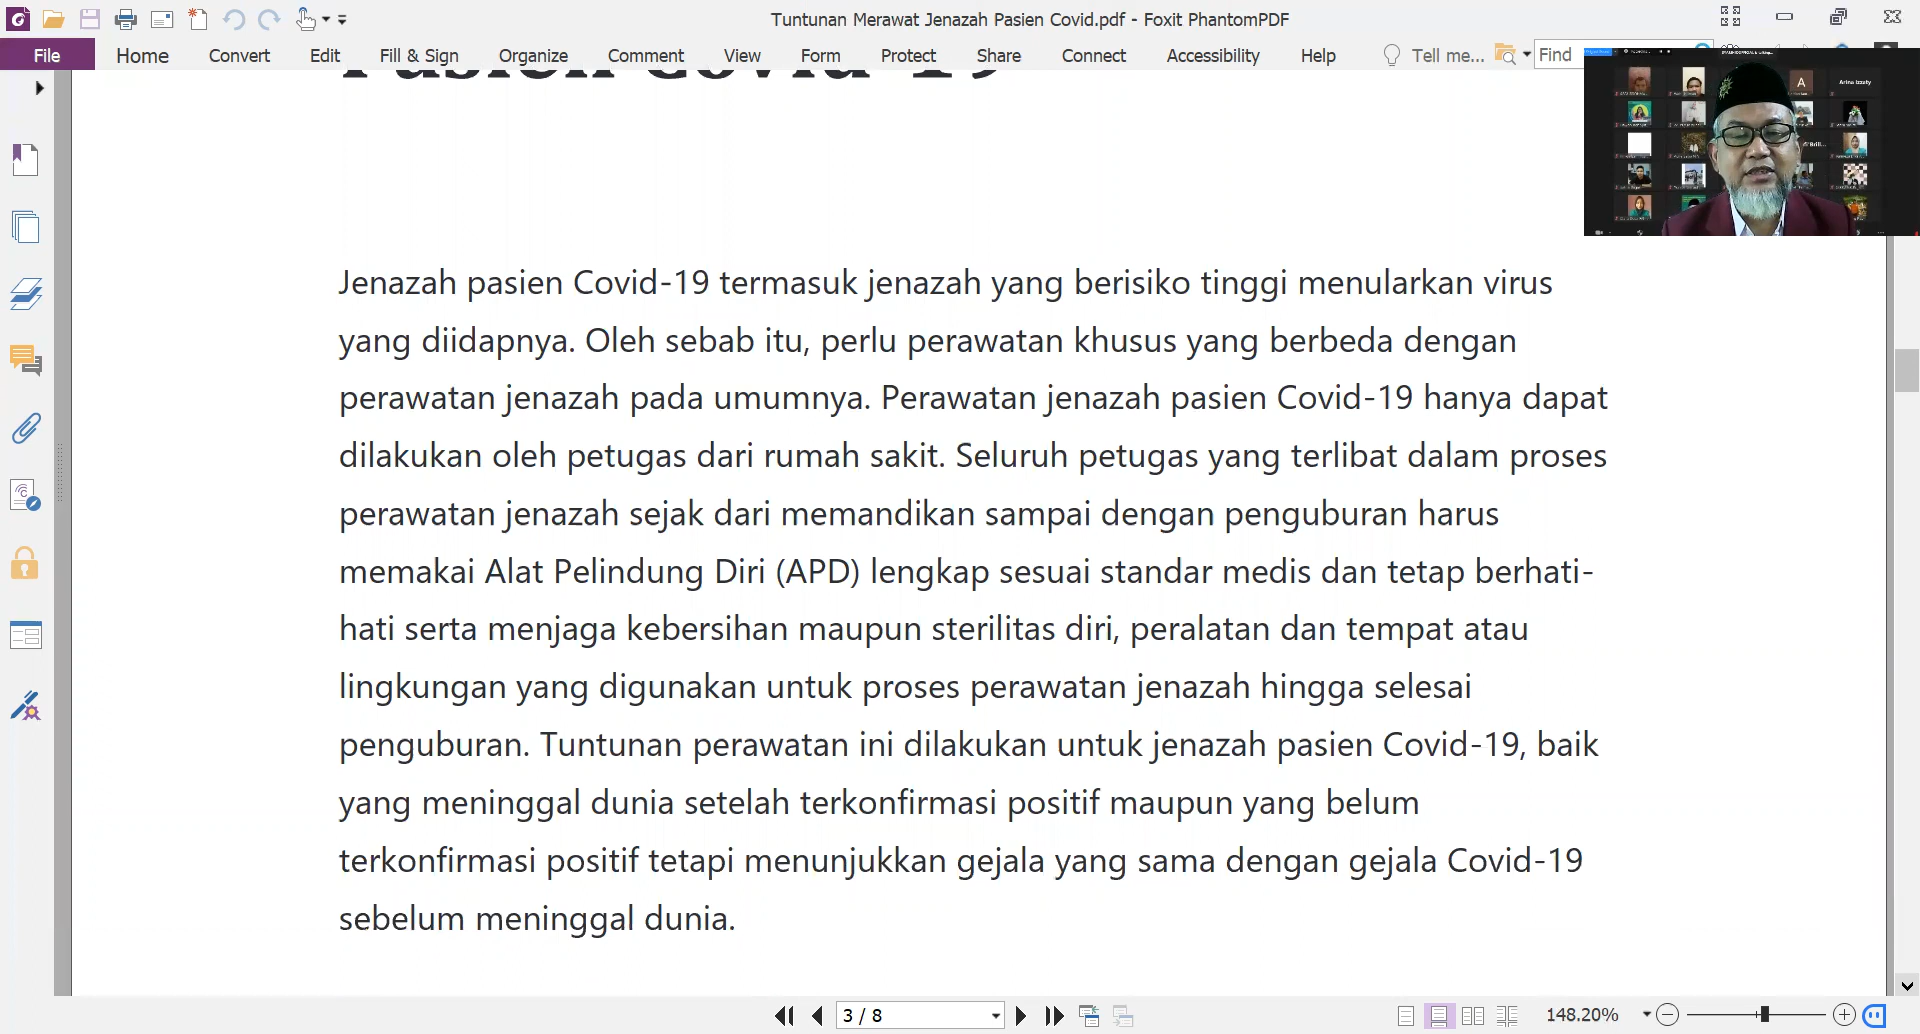 Tuntunan Merawat Jenazah Pasien Covid.pdf - Foxit PhantomPDF
File Home Convert Edit Fill & Sign Organize Comment View Form Protect Share Connect Accessibility Help Tell me... Find
Pasien Covid-19
A
Arina Izzaty
Jenazah pasien Covid-19 termasuk jenazah yang berisiko tinggi menularkan virus
yang diidapnya. Oleh sebab itu, perlu perawatan khusus yang berbeda dengan
perawatan jenazah pada umumnya. Perawatan jenazah pasien Covid-19 hanya dapat
dilakukan oleh petugas dari rumah sakit. Seluruh petugas yang terlibat dalam proses
perawatan jenazah sejak dari memandikan sampai dengan penguburan harus
memakai Alat Pelindung Diri (APD) lengkap sesuai standar medis dan tetap berhati-
hati serta menjaga kebersihan maupun sterilitas diri, peralatan dan tempat atau
lingkungan yang digunakan untuk proses perawatan jenazah hingga selesai
penguburan. Tuntunan perawatan ini dilakukan untuk jenazah pasien Covid-19, baik
yang meninggal dunia setelah terkonfirmasi positif maupun yang belum
terkonfirmasi positif tetapi menunjukkan gejala yang sama dengan gejala Covid-19
sebelum meninggal dunia.
3 / 8
148.20%